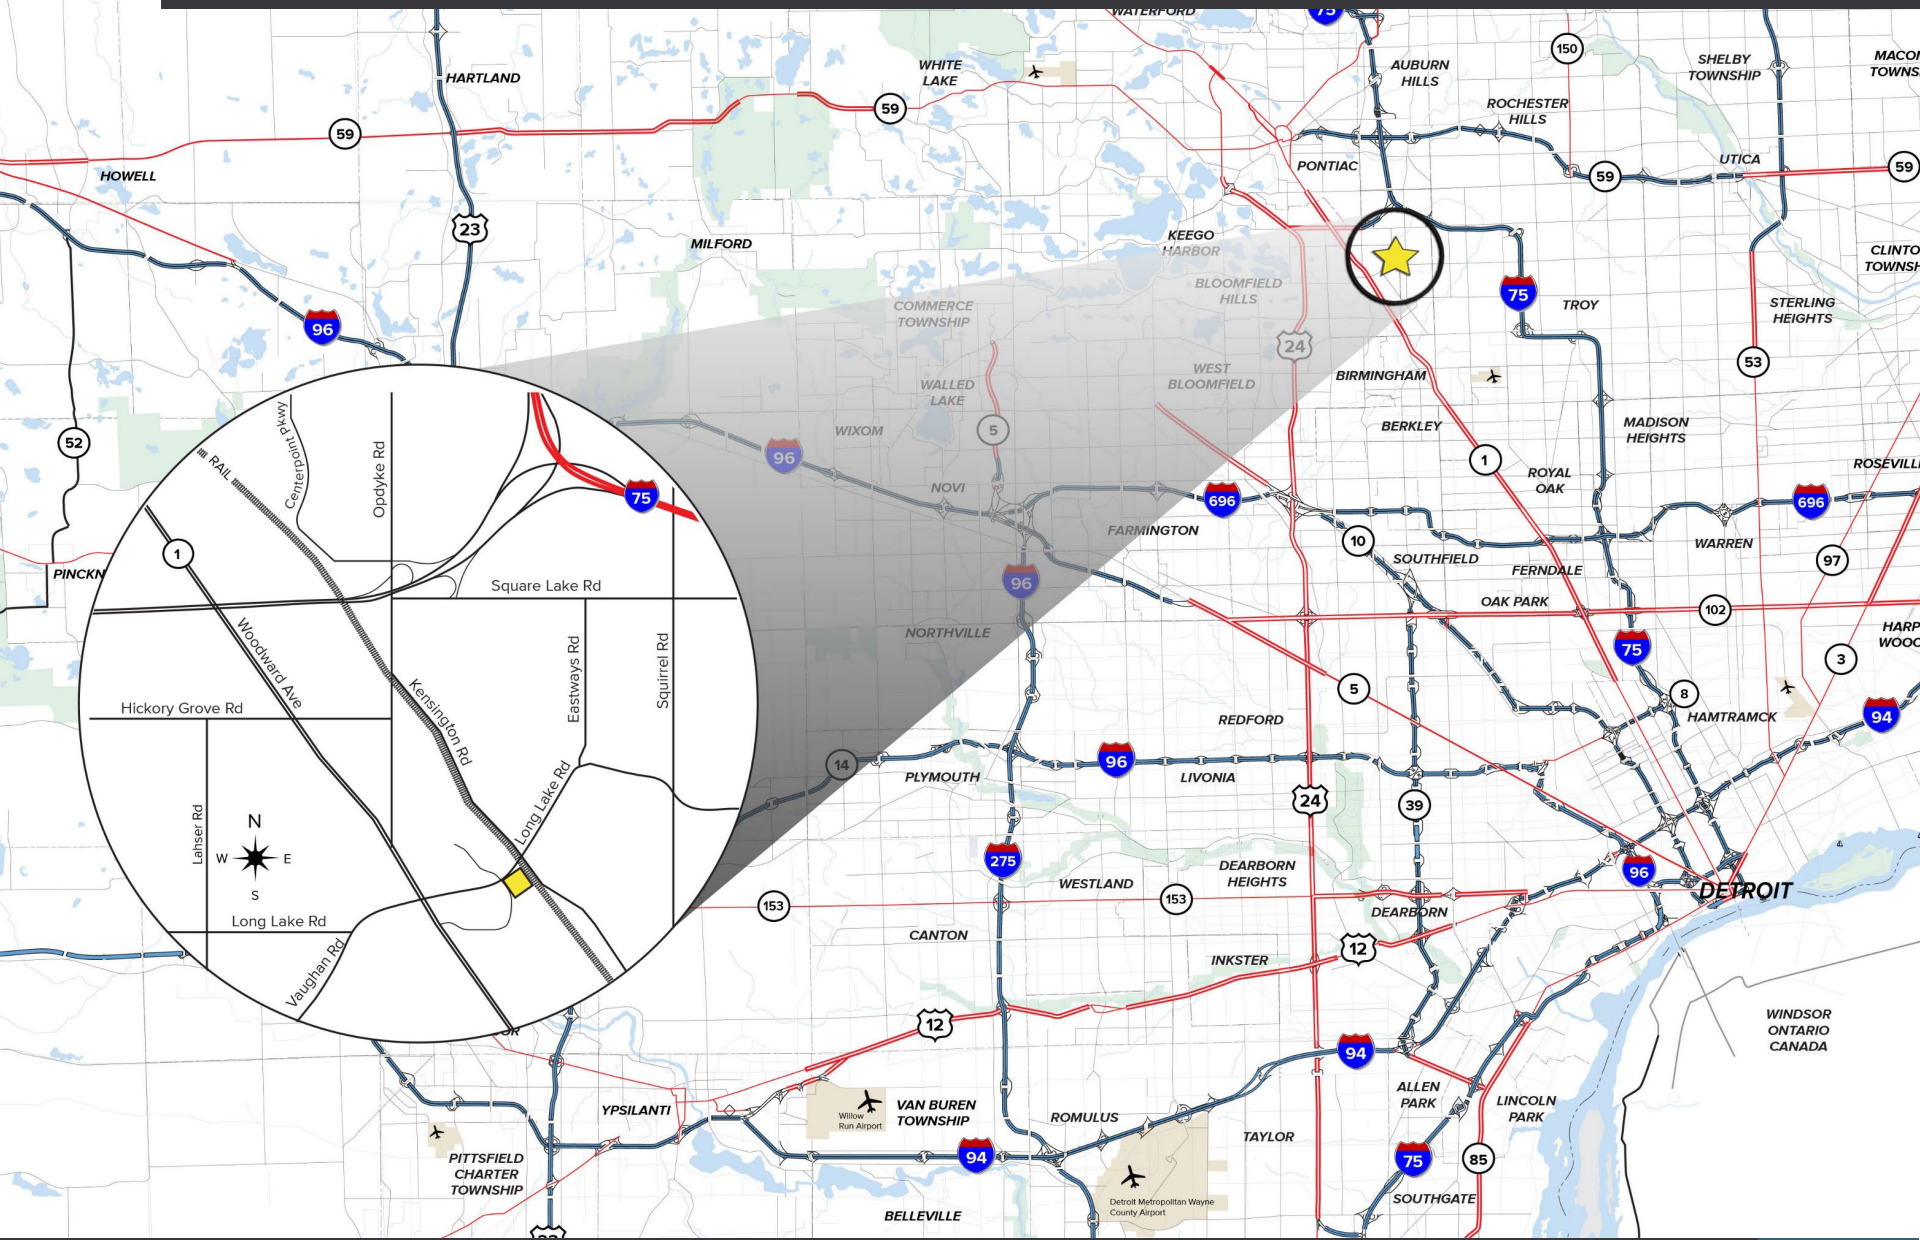 WATERFORD
75
150
AUBURN
HILLS
SHELBY
TOWNSHIP
MACOM
TOWNS
HARTLAND
WHITE
LAKE
ROCHESTER
HILLS
59
59
HOWELL
PONTIAC
59
UTICA
59
23
MILFORD
KEEGO
HARBOR
CLINTO
TOWNSH
BLOOMFIELD
HILLS
75
TROY
STERLING
HEIGHTS
COMMERCE
TOWNSHIP
96
24
53
WEST
BLOOMFIELD
BIRMINGHAM
WALLED
LAKE
52
WIXOM
5
BERKLEY
MADISON
HEIGHTS
96
1
ROYAL
OAK
ROSEVILL
NOVI
696
696
FARMINGTON
10
SOUTHFIELD
WARREN
97
PINCKN
96
FERNDALE
OAK PARK
102
NORTHVILLE
75
HARP
WOOD
3
5
8
REDFORD
HAMTRAMCK
94
14
PLYMOUTH
96
LIVONIA
24
39
275
WESTLAND
DEARBORN
HEIGHTS
96
DETROIT
153
153
DEARBORN
CANTON
12
INKSTER
12
WINDSOR
ONTARIO
CANADA
94
OR
YPSILANTI
Willow
Run Airport
VAN BUREN
TOWNSHIP
ROMULUS
ALLEN
PARK
LINCOLN
PARK
TAYLOR
94
75
85
PITTSFIELD
CHARTER
TOWNSHIP
Detroit Metropolitan Wayne
County Airport
SOUTHGATE
BELLEVILLE
23
Centerpoint Pkwy
Opdyke Rd
RAIL
75
1
Square Lake Rd
Woodward Ave
Kensington Rd
Eastways Rd
Squirrel Rd
Hickory Grove Rd
Long Lake Rd
Lahser Rd
N
W
E
S
Long Lake Rd
Vaughan Rd